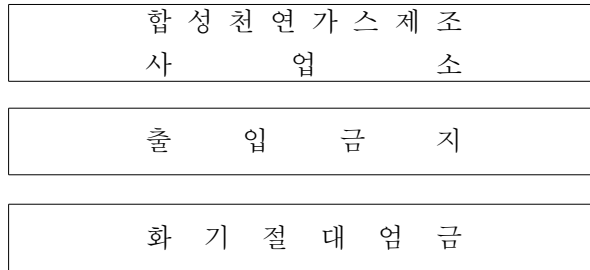 합 성 천 연 가 스 제 조
사 업 소
출 입 금 지
화 기 절 대 엄 금